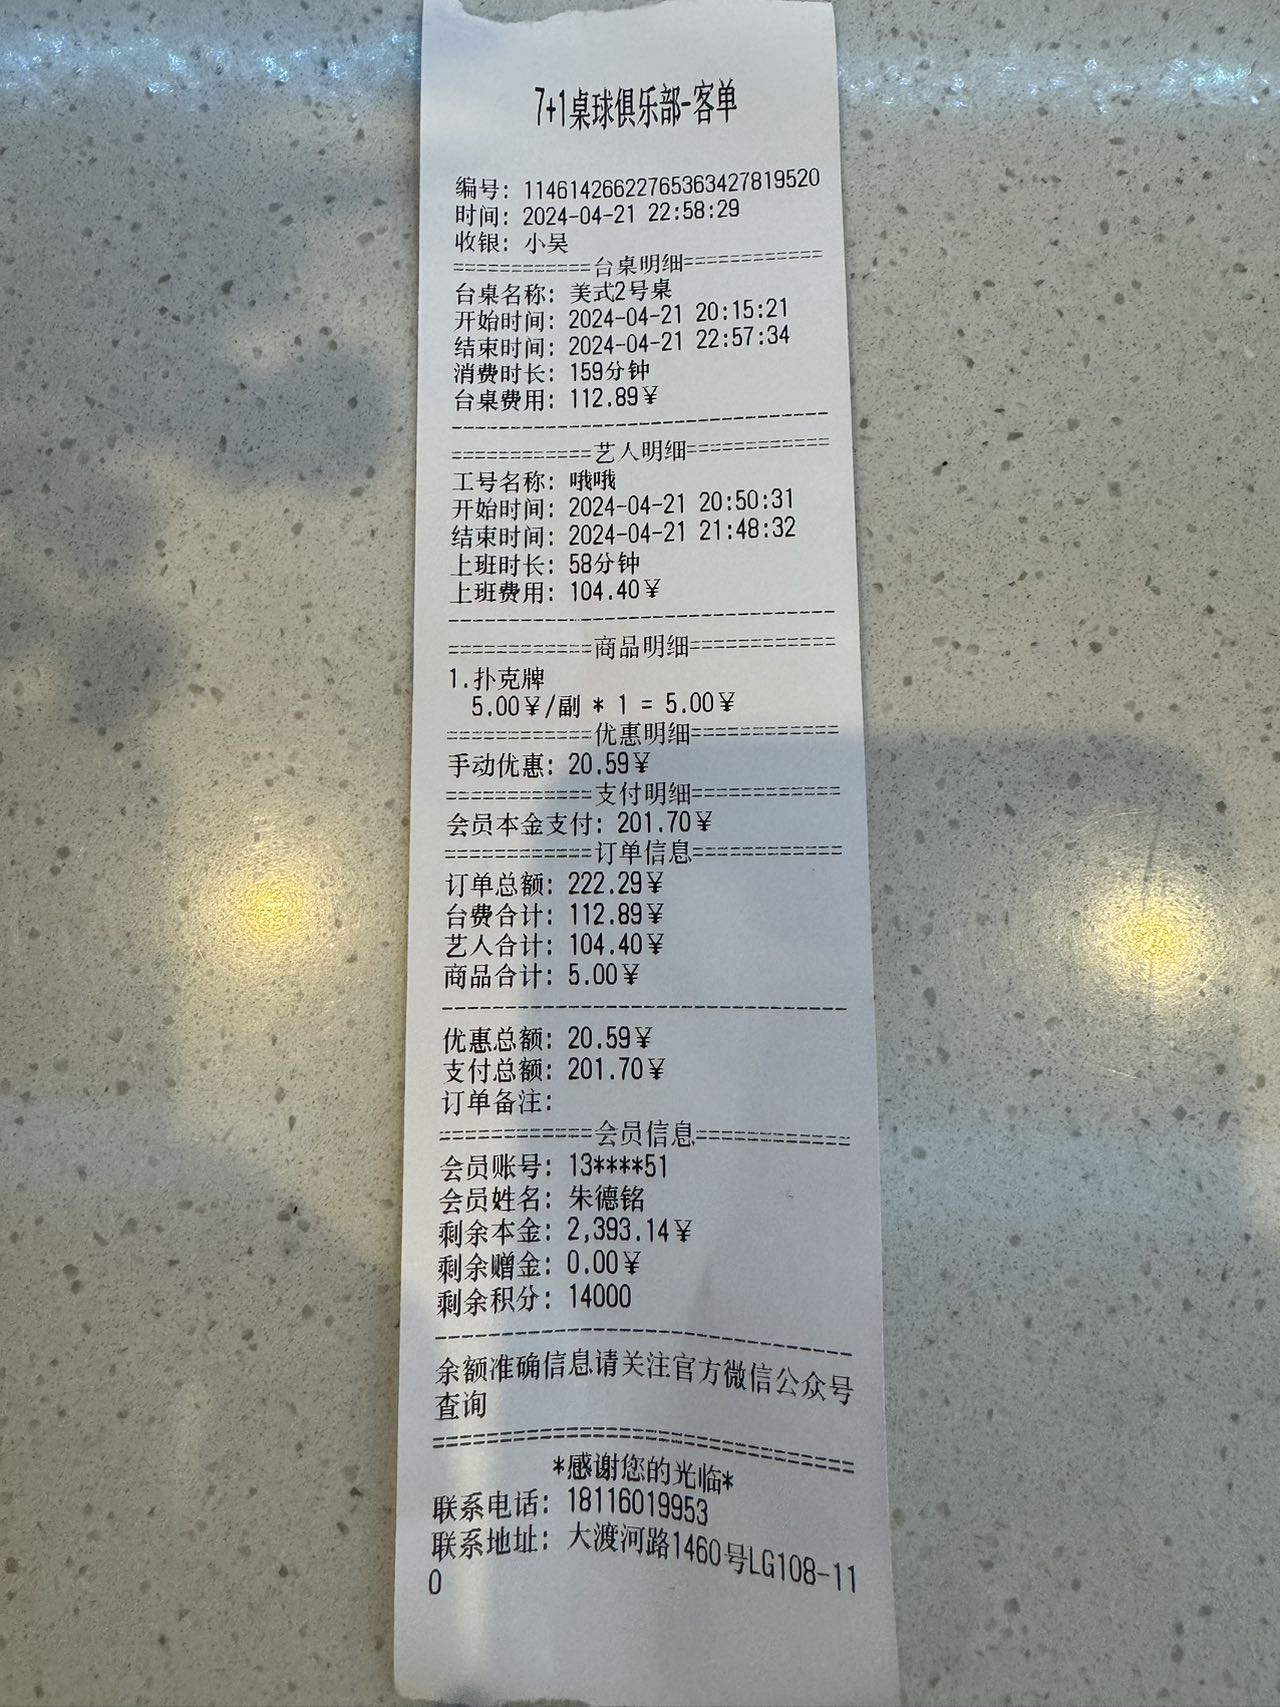 7+1桌球俱乐部-客单
编号: 1146142662276536342781952​0
时间: 2024-04-21 22:58:29
收银: 小吴
============台桌明细============
台桌名称: 美式2号桌
开始时间: 2024-04-21 20:15:21
结束时间: 2024-04-21 22:57:34
消费时长: 159分钟
台桌费用: 112.89¥
--------------------------------
============艺人明细============
工号名称: 哦哦
开始时间: 2024-04-21 20:50:31
结束时间: 2024-04-21 21:48:32
上班时长: 58分钟
上班费用: 104.40¥
--------------------------------
============商品明细============
1.扑克牌
5.00¥/副 * 1 = 5.00¥
============优惠明细============
手动优惠: 20.59¥
============支付明细============
会员本金支付: 201.70¥
============订单信息============
订单总额: 222.29¥
台费合计: 112.89¥
艺人合计: 104.40¥
商品合计: 5.00¥
--------------------------------
优惠总额: 20.59¥
支付总额: 201.70¥
订单备注:
============会员信息============
会员账号: 13****51
会员姓名: 朱德铭
剩余本金: 2,393.14¥
剩余赠金: 0.00¥
剩余积分: 14000
--------------------------------
余额准确信息请关注官方微信公众号
查询
================================
*感谢您的光临*
联系电话: 18116019953
联系地址: 大渡河路1460号LG108-11
0